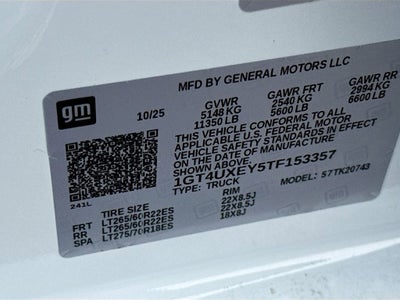 gm
MFD BY GENERAL MOTORS LLC
10/25 GVWR GAWR FRT GAWR RR
5148 KG 2540 KG 2994 KG
11350 LB 5600 LB 6600 LB
THIS VEHICLE CONFORMS TO ALL
APPLICABLE U.S. FEDERAL MOTOR
VEHICLE SAFETY STANDARDS IN EFFECT
ON THE DATE OF MANUFACTURE SHOWN ABOVE.
1GT4UXEY5TF153357
TYPE: TRUCK MODEL: S7TK20743
241L
TIRE SIZE RIM
FRT LT265/60R22ES 22X8.5J
RR LT265/60R22ES 22X8.5J
SPA LT275/70R18ES 18X8J